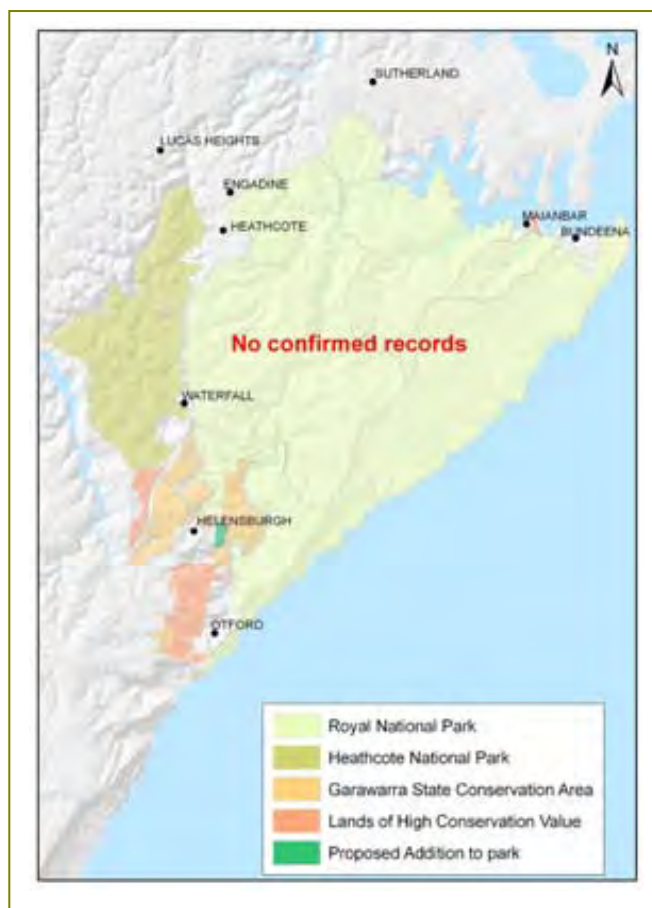 N
SUTHERLAND
LUCAS HEIGHTS
ENGADINE
HEATHCOTE
MAIANBAR
BUNDEENA
No confirmed records
WATERFALL
HELENSBURGH
OTFORD
Royal National Park
Heathcote National Park
Garawarra State Conservation Area
Lands of High Conservation Value
Proposed Addition to park